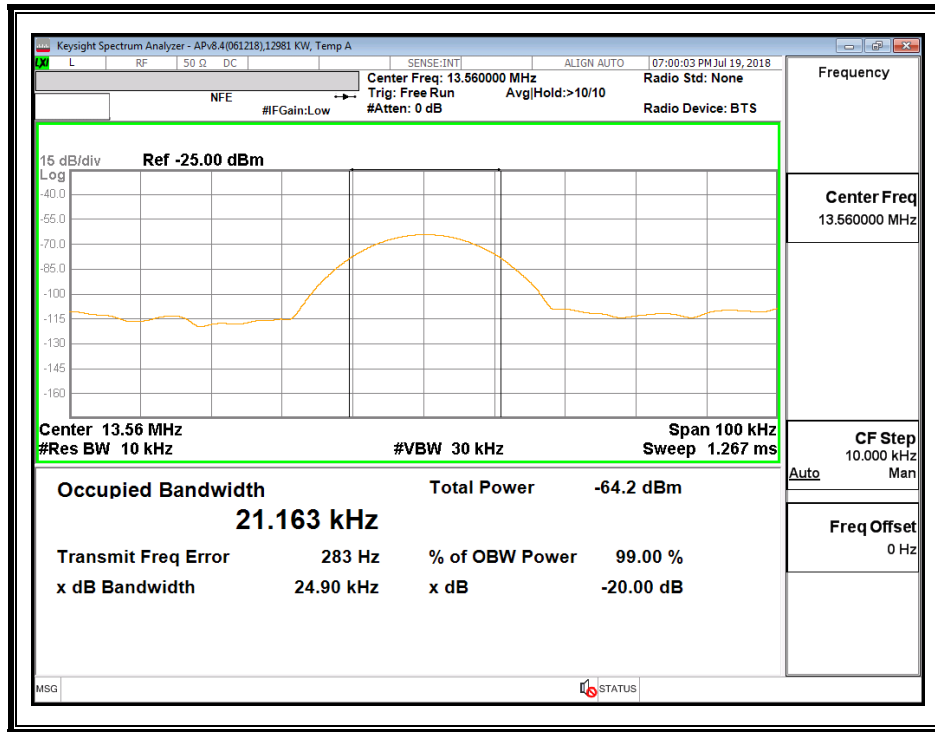 Keysight Spectrum Analyzer - APv8.4(061218),12981 KW, Temp A
LXI L RF 50 Ω DC SENSE:INT ALIGN AUTO 07:00:03 PM Jul 19, 2018
Center Freq: 13.560000 MHz Radio Std: None
NFE Trig: Free Run Avg|Hold:>10/10
#IFGain:Low #Atten: 0 dB Radio Device: BTS
15 dB/div Ref -25.00 dBm
Log
-40.0
-55.0
-70.0
-85.0
-100
-115
-130
-145
-160
Center 13.56 MHz Span 100 kHz
#Res BW 10 kHz #VBW 30 kHz Sweep 1.267 ms
Occupied Bandwidth Total Power -64.2 dBm
21.163 kHz
Transmit Freq Error 283 Hz % of OBW Power 99.00 %
x dB Bandwidth 24.90 kHz x dB -20.00 dB
MSG STATUS
Frequency
Center Freq
13.560000 MHz
CF Step
10.000 kHz
Auto Man
Freq Offset
0 Hz